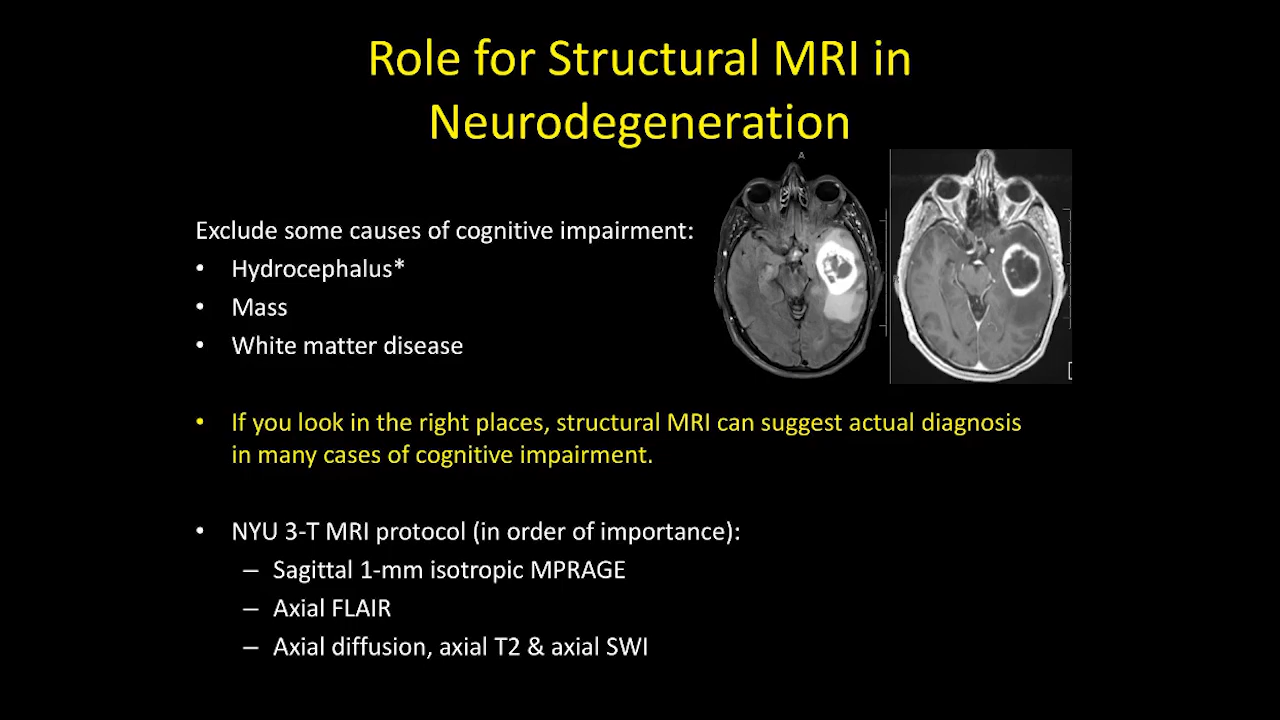 Role for Structural MRI in
Neurodegeneration
A
Exclude some causes of cognitive impairment:
• Hydrocephalus*
• Mass
• White matter disease
• If you look in the right places, structural MRI can suggest actual diagnosis
in many cases of cognitive impairment.
• NYU 3-T MRI protocol (in order of importance):
– Sagittal 1-mm isotropic MPRAGE
– Axial FLAIR
– Axial diffusion, axial T2 & axial SWI